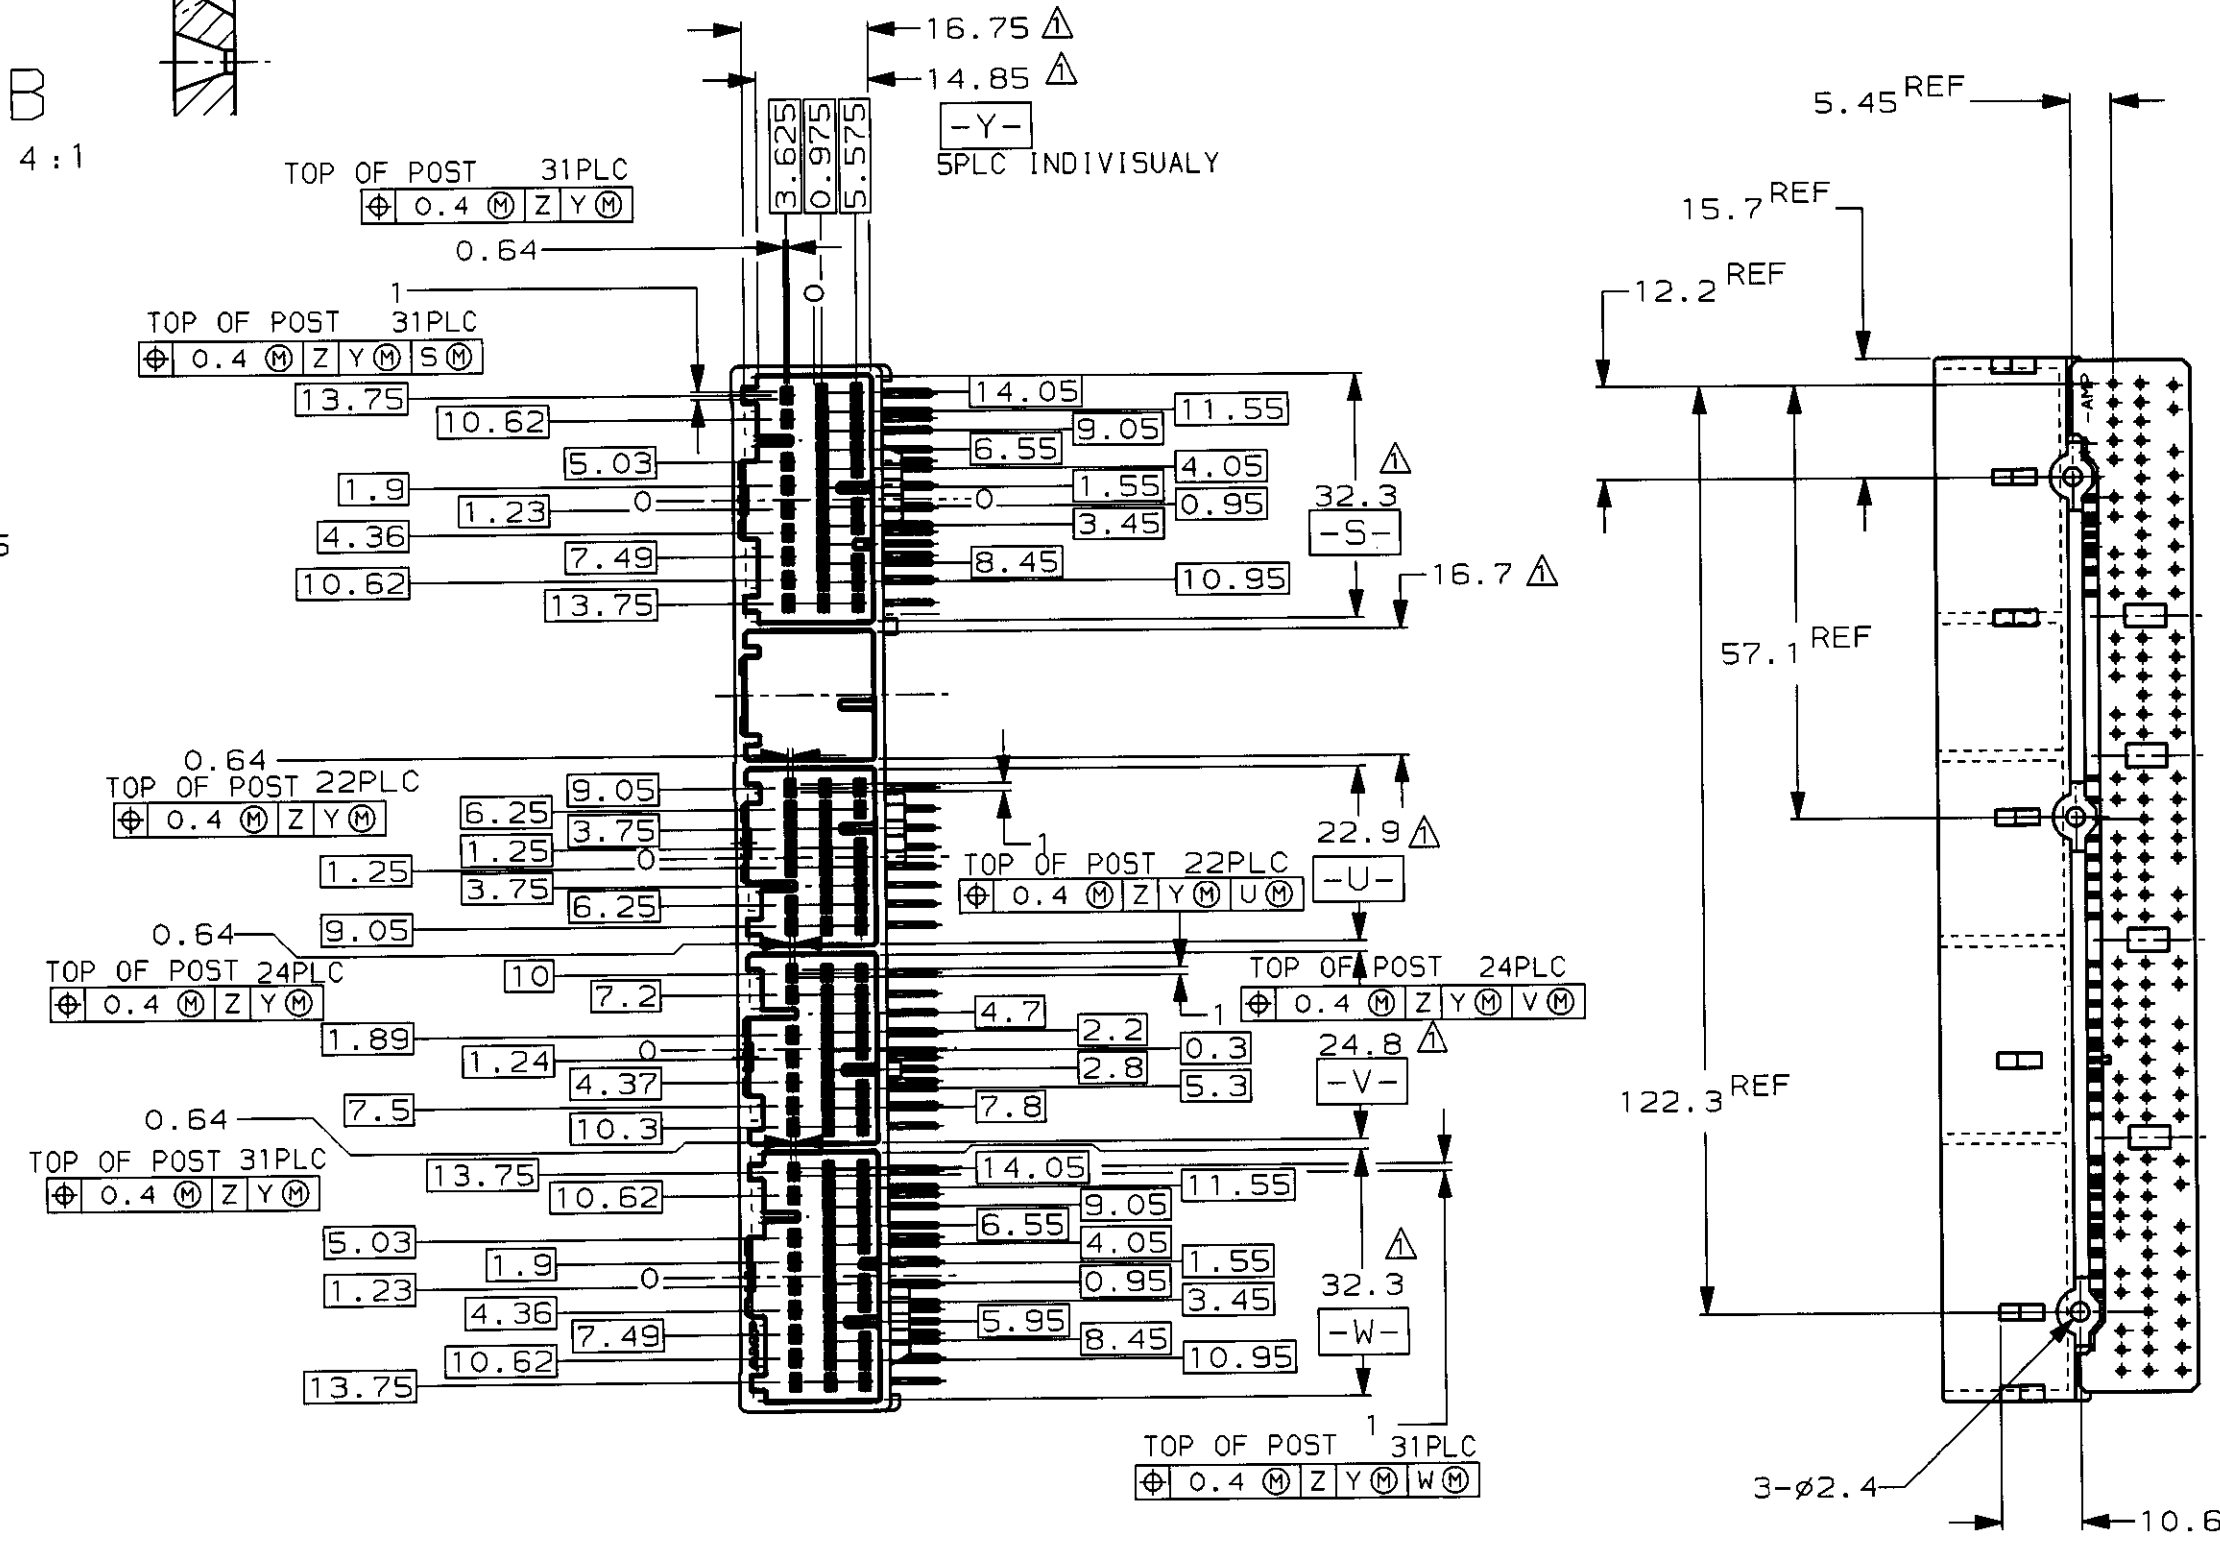 B
4:1
16.75 △1
14.85 △1
3.625
0.975
5.575
-Y-
5PLC INDIVISUALY
TOP OF POST 31PLC
⌖ 0.4 Ⓜ Z Y Ⓜ
0.64
0
1
TOP OF POST 31PLC
⌖ 0.4 Ⓜ Z Y Ⓜ S Ⓜ
13.75
10.62
5.03
1.9
1.23
0
4.36
7.49
10.62
13.75
14.05
11.55
9.05
6.55
4.05
1.55
0
0.95
3.45
8.45
10.95
32.3 △1
-S-
16.7 △1
0.64
TOP OF POST 22PLC
⌖ 0.4 Ⓜ Z Y Ⓜ
9.05
6.25
3.75
1.25
0
1.25
3.75
6.25
9.05
1
22.9 △1
-U-
TOP OF POST 22PLC
⌖ 0.4 Ⓜ Z Y Ⓜ U Ⓜ
0.64
TOP OF POST 24PLC
⌖ 0.4 Ⓜ Z Y Ⓜ
10
7.2
1.89
0
1.24
4.37
7.5
10.3
4.7
2.2
0.3
2.8
5.3
7.8
1
TOP OF POST 24PLC
⌖ 0.4 Ⓜ Z Y Ⓜ V Ⓜ
24.8 △1
-V-
0.64
TOP OF POST 31PLC
⌖ 0.4 Ⓜ Z Y Ⓜ
13.75
10.62
5.03
1.9
0
1.23
4.36
7.49
10.62
13.75
14.05
11.55
9.05
6.55
4.05
1.55
0.95
3.45
5.95
8.45
10.95
32.3 △1
-W-
1
TOP OF POST 31PLC
⌖ 0.4 Ⓜ Z Y Ⓜ W Ⓜ
5.45 REF
15.7 REF
12.2 REF
AMP
57.1 REF
122.3 REF
3-ø2.4
10.6